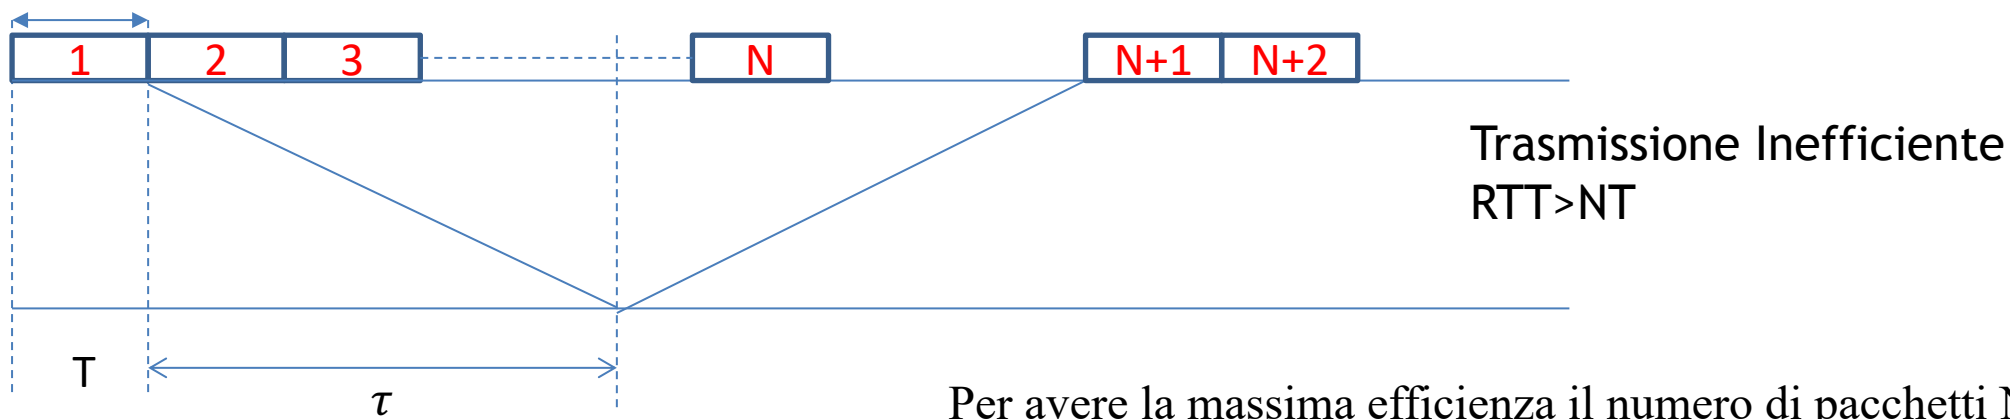 1 2 3 N N+1 N+2
Trasmissione Inefficiente
RTT>NT
T
τ
Per avere la massima efficienza il numero di pacchetti